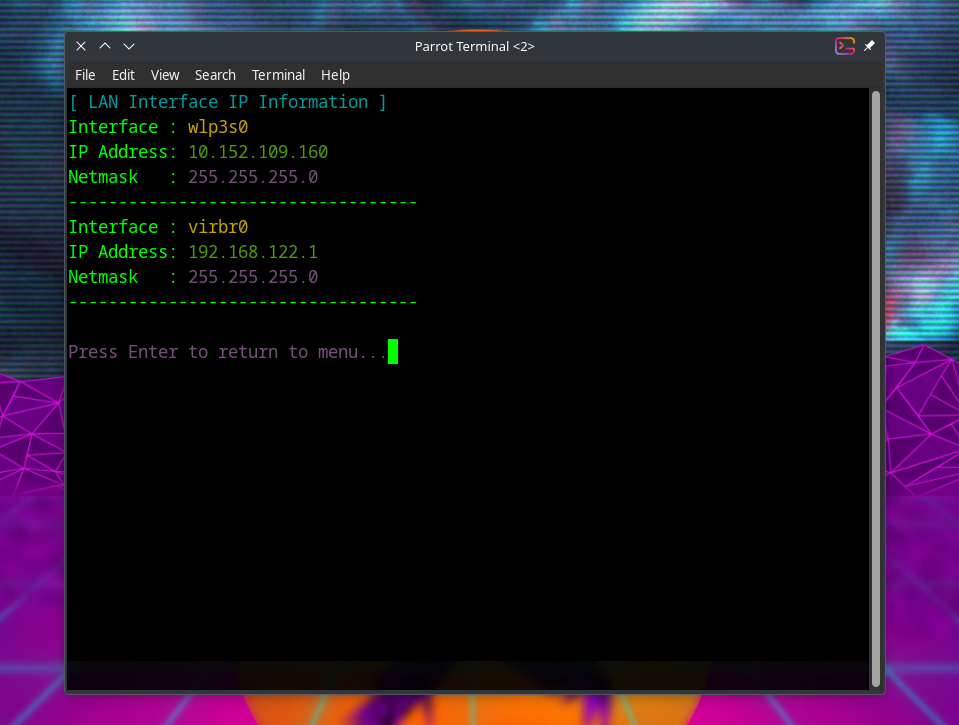 Parrot Terminal <2>
File Edit View Search Terminal Help
[ LAN Interface IP Information ]
Interface : wlp3s0
IP Address: 10.152.109.160
Netmask   : 255.255.255.0
-----------------------------------
Interface : virbr0
IP Address: 192.168.122.1
Netmask   : 255.255.255.0
-----------------------------------
Press Enter to return to menu...